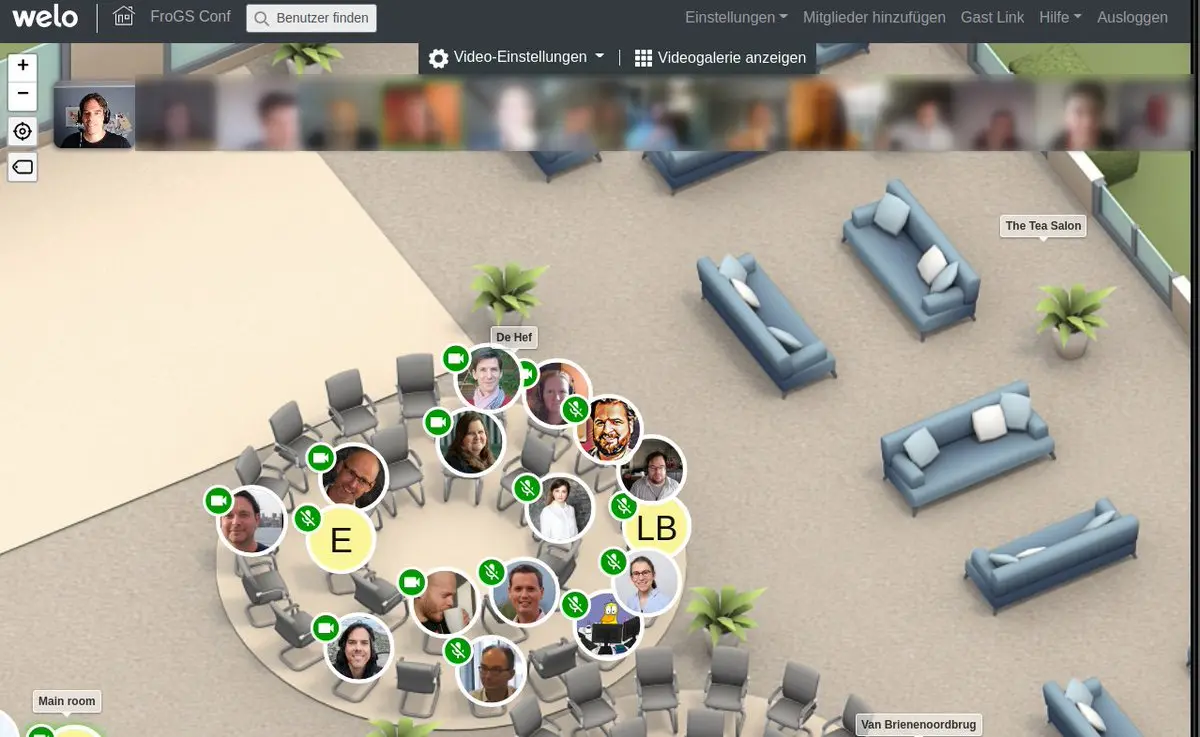 welo FroGS Conf Benutzer finden Einstellungen Mitglieder hinzufügen Gast Link Hilfe Ausloggen
Video-Einstellungen | Videogalerie anzeigen
+
−
The Tea Salon
De Hef
E
LB
Main room
Van Brienenoordbrug